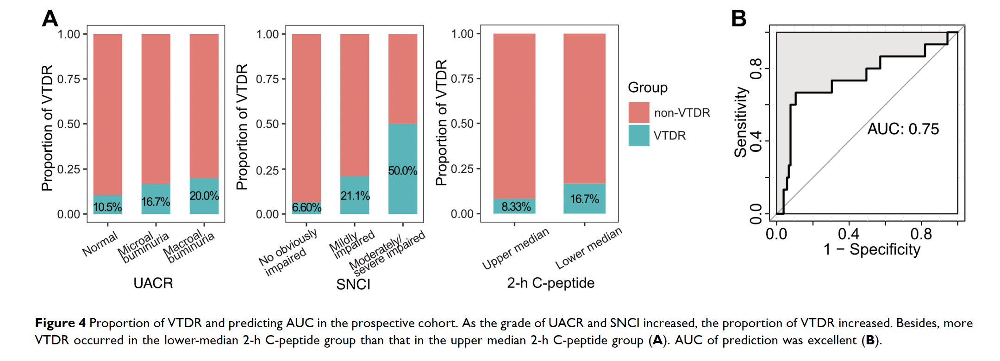 A
Proportion of VTDR
1.00
0.75
0.50
0.25
0.00
10.5%
16.7%
20.0%
Normal
Microal
buminuria
Macroal
buminuria
UACR
Proportion of VTDR
1.00
0.75
0.50
0.25
0.00
6.60%
21.1%
50.0%
No obviously
impaired
Mildly
impaired
Moderately/
severe impaired
SNCI
Proportion of VTDR
1.00
0.75
0.50
0.25
0.00
8.33%
16.7%
Upper median
Lower median
2-h C-peptide
Group
non-VTDR
VTDR
B
Sensitivity
0.8
0.4
0.0
AUC: 0.75
0.0 0.4 0.8
1 − Specificity
Figure 4 Proportion of VTDR and predicting AUC in the prospective cohort. As the grade of UACR and SNCI increased, the proportion of VTDR increased. Besides, more
VTDR occurred in the lower-median 2-h C-peptide group than that in the upper median 2-h C-peptide group (A). AUC of prediction was excellent (B).